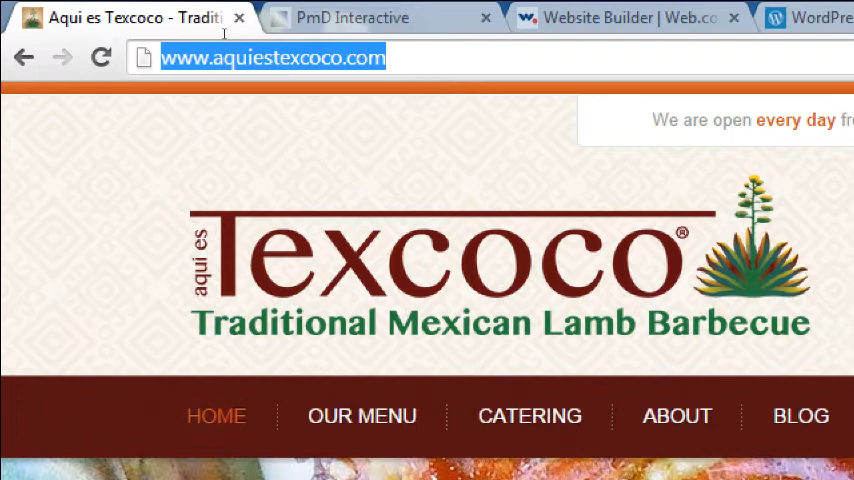 Aqui es Texcoco - Traditi
PmD Interactive
Website Builder | Web.co
WordPre
www.aquiestexcoco.com
We are open every day fr
aqui es
Texcoco®
Traditional Mexican Lamb Barbecue
HOME
OUR MENU
CATERING
ABOUT
BLOG